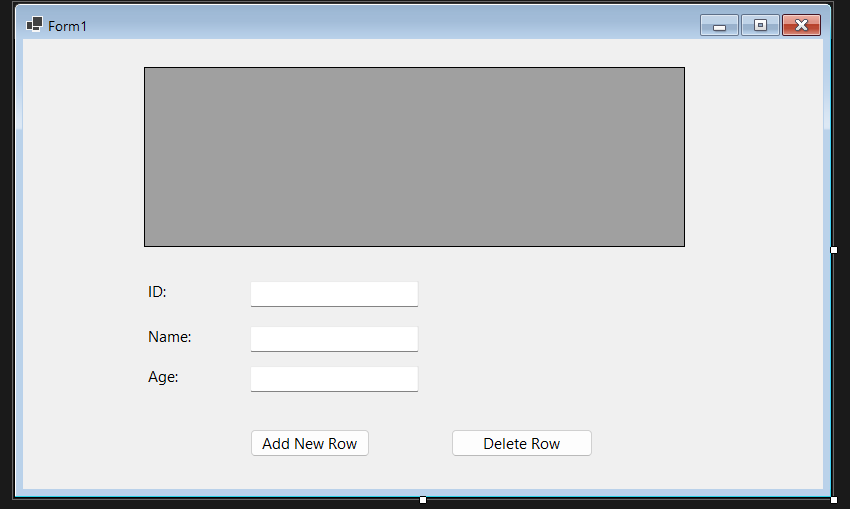 Form1
ID:
Name:
Age:
Add New Row
Delete Row